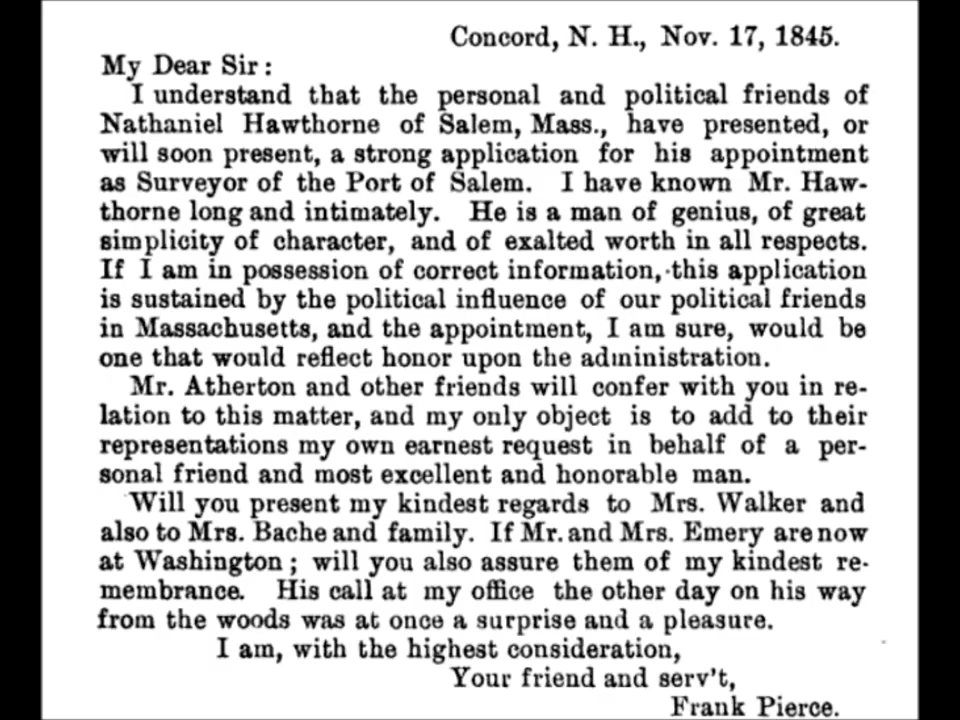 Concord, N. H., Nov. 17, 1845.
My Dear Sir:
I understand that the personal and political friends of
Nathaniel Hawthorne of Salem, Mass., have presented, or
will soon present, a strong application for his appointment
as Surveyor of the Port of Salem. I have known Mr. Haw-
thorne long and intimately. He is a man of genius, of great
simplicity of character, and of exalted worth in all respects.
If I am in possession of correct information, this application
is sustained by the political influence of our political friends
in Massachusetts, and the appointment, I am sure, would be
one that would reflect honor upon the administration.
Mr. Atherton and other friends will confer with you in re-
lation to this matter, and my only object is to add to their
representations my own earnest request in behalf of a per-
sonal friend and most excellent and honorable man.
Will you present my kindest regards to Mrs. Walker and
also to Mrs. Bache and family. If Mr. and Mrs. Emery are now
at Washington; will you also assure them of my kindest re-
membrance. His call at my office the other day on his way
from the woods was at once a surprise and a pleasure.
I am, with the highest consideration,
Your friend and serv't,
Frank Pierce.